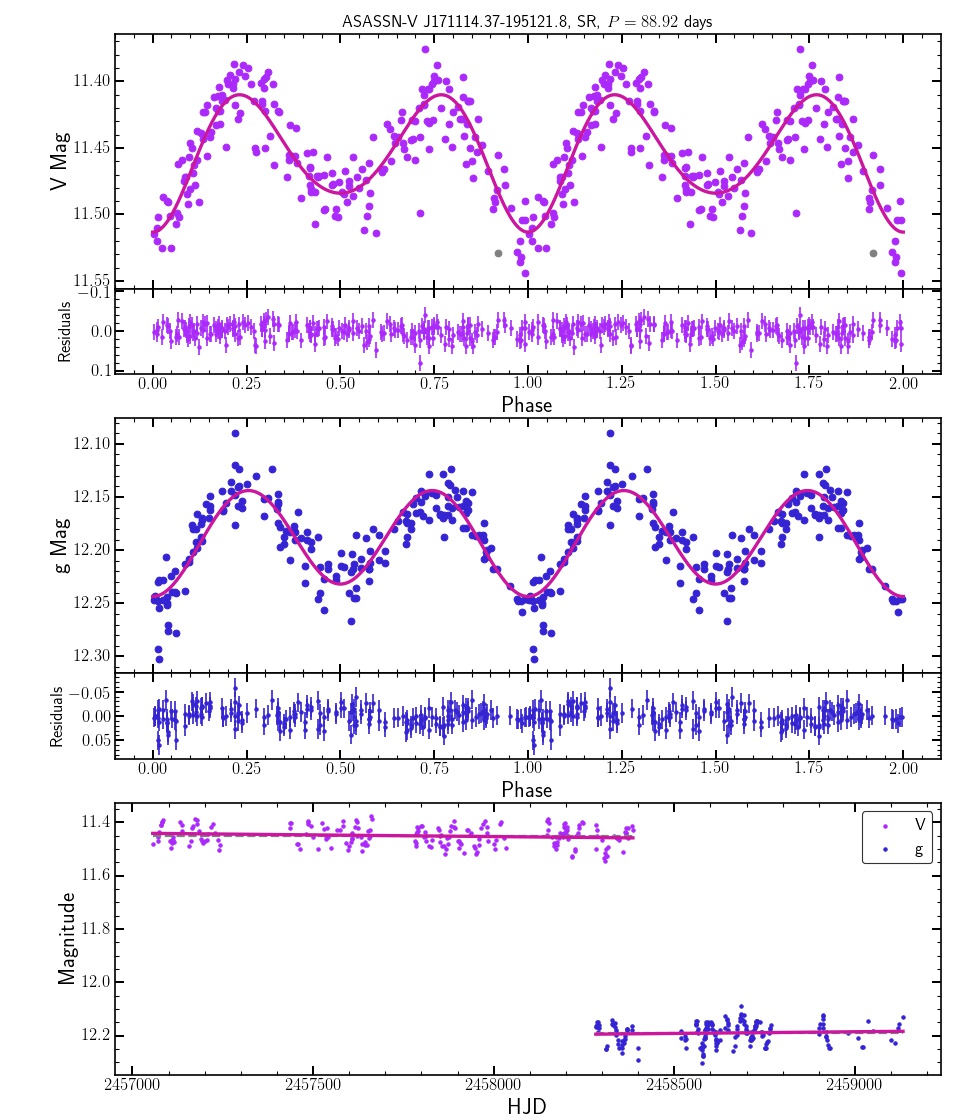 ASASSN-V J171114.37-195121.8, SR, P = 88.92 days
V Mag
11.40
11.45
11.50
11.55
Residuals
−0.1
0.0
0.1
0.00 0.25 0.50 0.75 1.00 1.25 1.50 1.75 2.00
Phase
g Mag
12.10
12.15
12.20
12.25
12.30
Residuals
−0.05
0.00
0.05
0.00 0.25 0.50 0.75 1.00 1.25 1.50 1.75 2.00
Phase
Magnitude
11.4
11.6
11.8
12.0
12.2
V
g
2457000 2457500 2458000 2458500 2459000
HJD